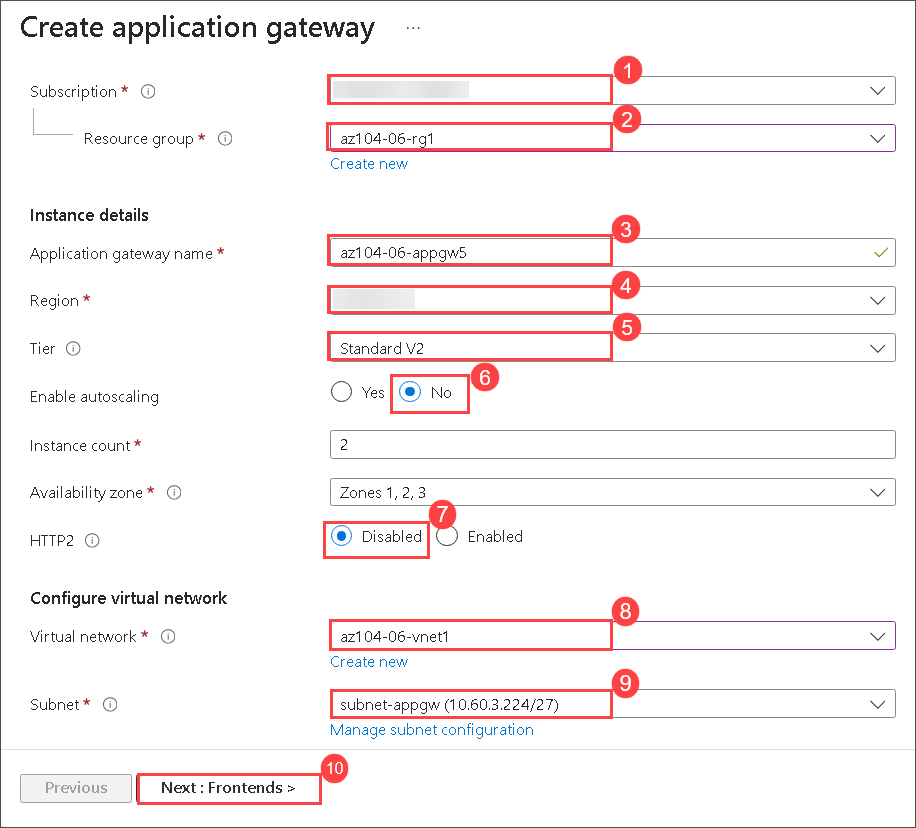 Create application gateway ...
Subscription * 1
Resource group * az104-06-rg1 2
Create new
Instance details
Application gateway name * az104-06-appgw5 3
Region * 4
Tier Standard V2 5
Enable autoscaling Yes No 6
Instance count * 2
Availability zone * Zones 1, 2, 3
HTTP2 Disabled 7 Enabled
Configure virtual network
Virtual network * az104-06-vnet1 8
Create new
Subnet * subnet-appgw (10.60.3.224/27) 9
Manage subnet configuration
Previous Next : Frontends > 10